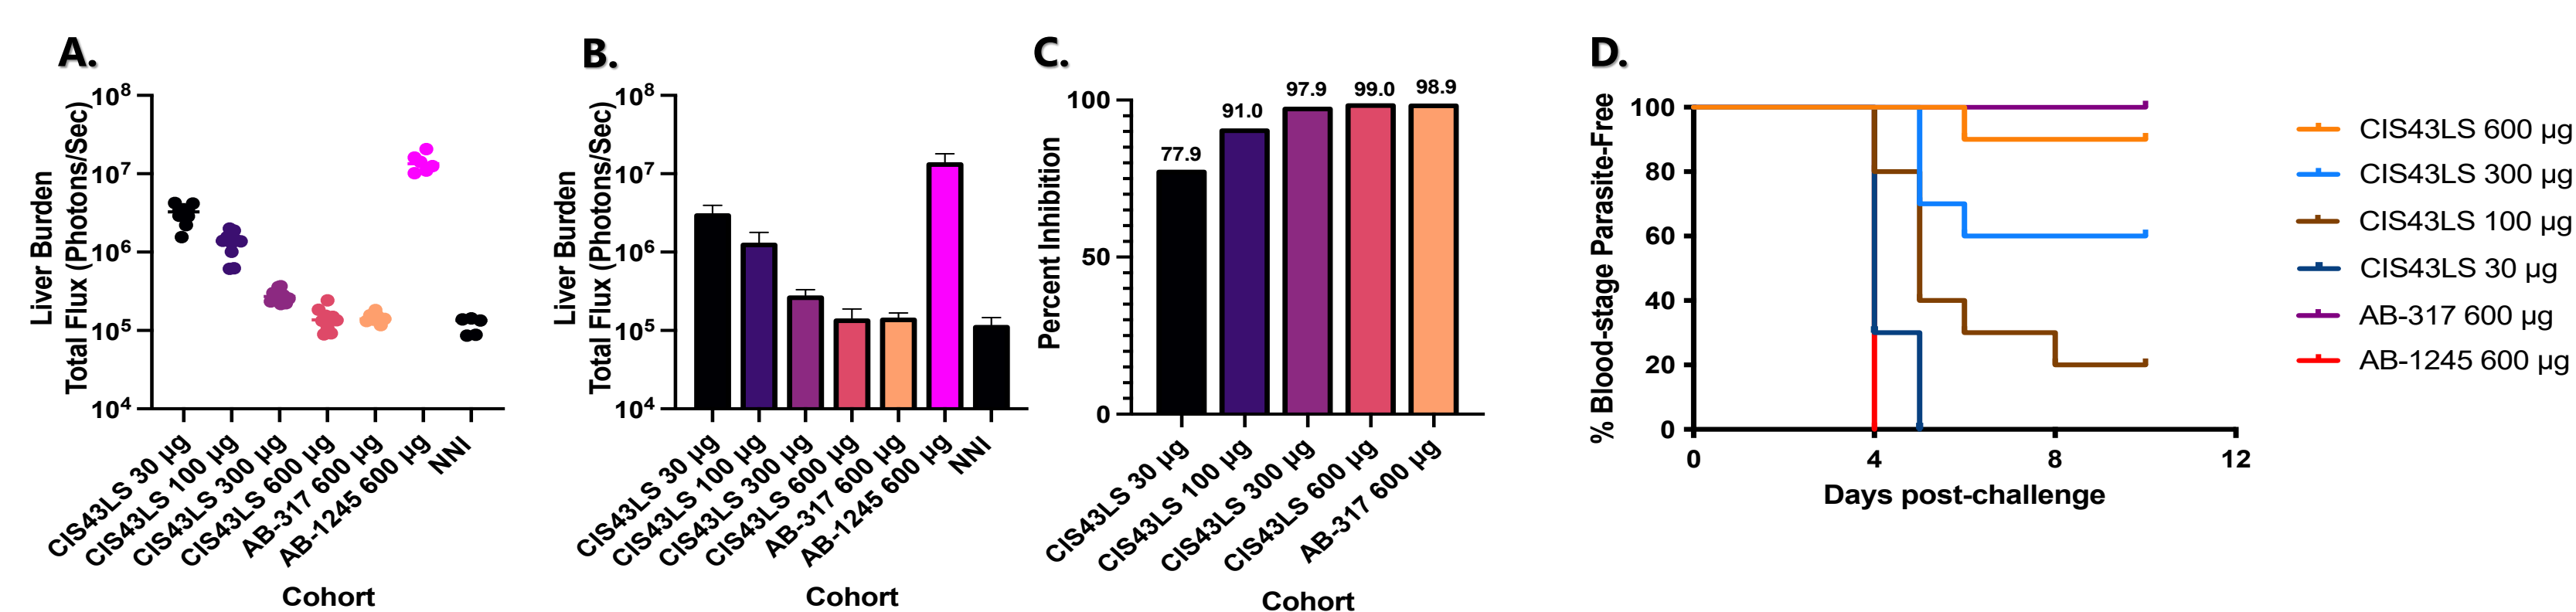 A.
Liver Burden
Total Flux (Photons/Sec)
10⁸
10⁷
10⁶
10⁵
10⁴
CIS43LS 30 µg
CIS43LS 100 µg
CIS43LS 300 µg
CIS43LS 600 µg
AB-317 600 µg
AB-1245 600 µg
NNI
Cohort
B.
Liver Burden
Total Flux (Photons/Sec)
10⁸
10⁷
10⁶
10⁵
10⁴
CIS43LS 30 µg
CIS43LS 100 µg
CIS43LS 300 µg
CIS43LS 600 µg
AB-317 600 µg
AB-1245 600 µg
NNI
Cohort
C.
Percent Inhibition
100
50
0
77.9
91.0
97.9
99.0
98.9
CIS43LS 30 µg
CIS43LS 100 µg
CIS43LS 300 µg
CIS43LS 600 µg
AB-317 600 µg
Cohort
D.
% Blood-stage Parasite-Free
100
80
60
40
20
0
0
4
8
12
Days post-challenge
CIS43LS 600 µg
CIS43LS 300 µg
CIS43LS 100 µg
CIS43LS 30 µg
AB-317 600 µg
AB-1245 600 µg